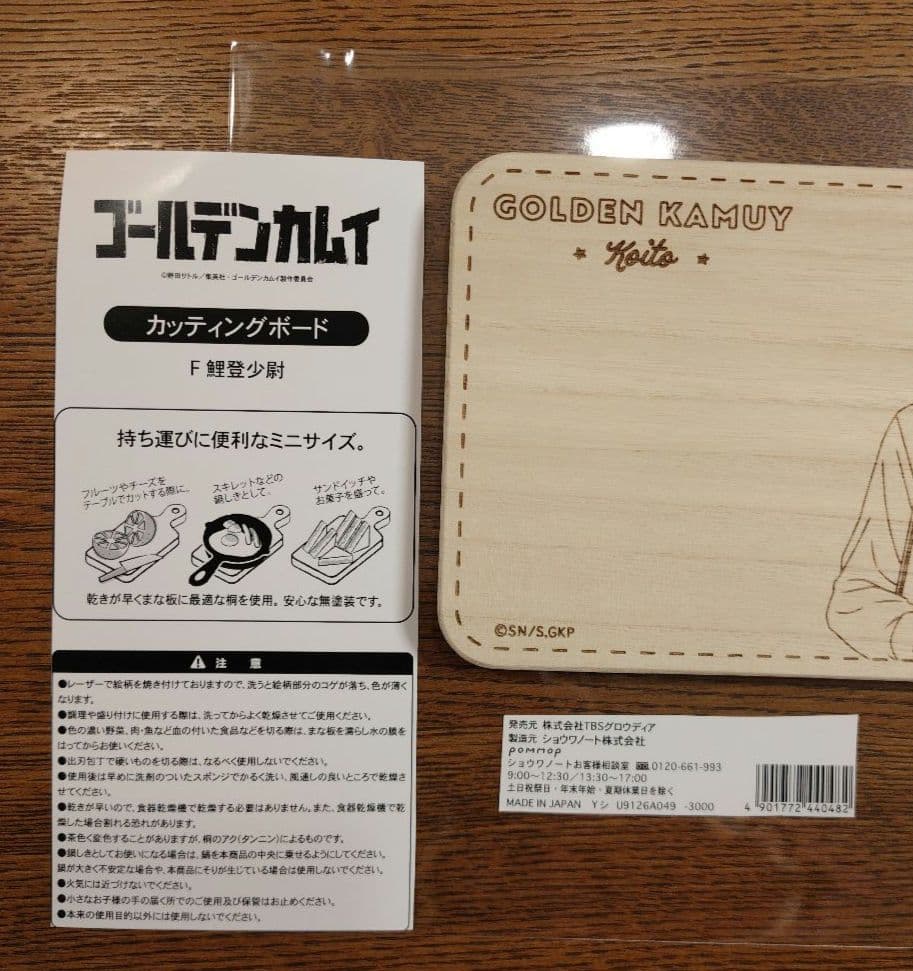 ゴールデンカムイ
©野田サトル／集英社・ゴールデンカムイ製作委員会
カッティングボード
F 鯉登少尉
持ち運びに便利なミニサイズ。
フルーツやチーズを
テーブルでカットする際に。
スキレットなどの
鍋しきとして。
サンドイッチや
お菓子を盛って。
乾きが早くまな板に最適な桐を使用。安心な無塗装です。
注 意
●レーザーで絵柄を焼き付けておりますので、洗うと絵柄部分のコゲが落ち、色が薄く
なります。
●調理や盛り付けに使用する際は、洗ってからよく乾燥させてご使用ください。
●色の濃い野菜、肉・魚など血の付いた食品などを切る際は、まな板を濡らし水の膜を
はってからお使いください。
●出刃包丁で硬いものを切る際は、なるべく使用しないでください。
●使用後は早めに洗剤のついたスポンジでかるく洗い、風通しの良いところで乾燥さ
せてください。
●乾きが早いので、食器乾燥機で乾燥する必要はありません。また、食器乾燥機で乾
燥した場合割れる恐れがあります。
●茶色く変色することがありますが、桐のアク(タンニン)によるものです。
●鍋しきとしてお使いになる場合は、鍋を本商品の中央に乗せるようにしてください。
鍋が大きく不安定な場合や、本商品にそりが生じている場合は使用しないでください。
●火気には近づけないでください。
●小さなお子様の手の届く所でのご使用及び保管はお止めください。
●本来の使用目的以外には使用しないでください。
GOLDEN KAMUY
Koito
©SN/S,GKP
発売元 株式会社TBSグロウディア
製造元 ショウワノート株式会社
pommop
ショウワノートお客様相談室 0120-661-993
9:00～12:30／13:30～17:00
土日祝祭日・年末年始・夏期休業日を除く
MADE IN JAPAN Yシ U9126A049 -3000
4 901772 440482